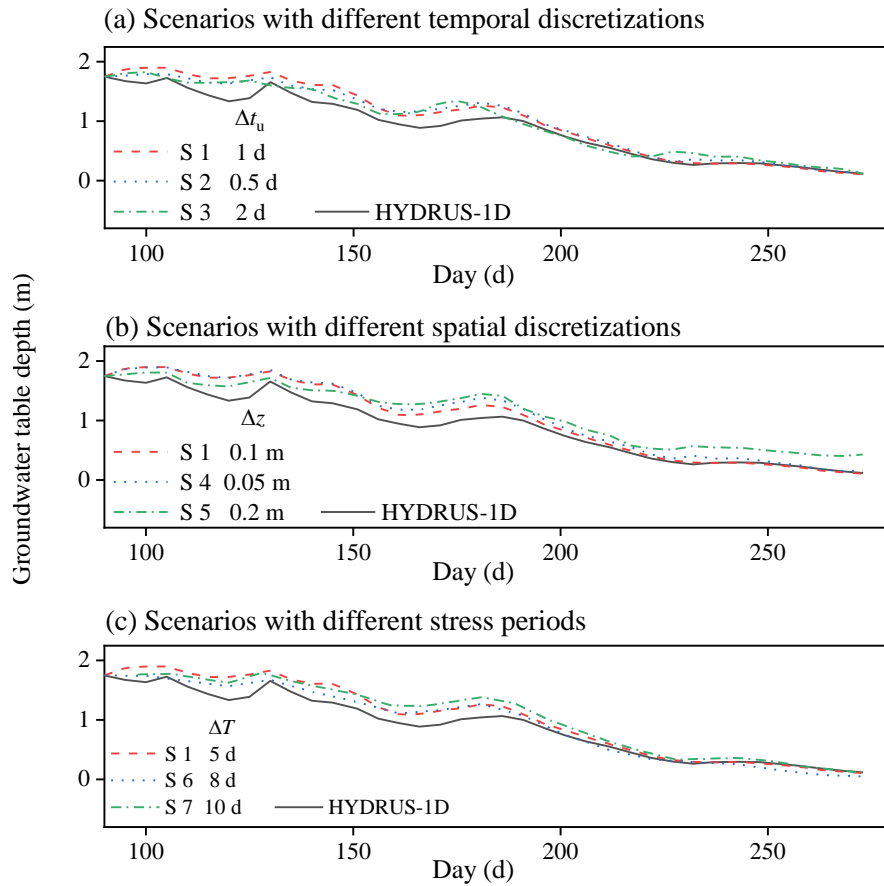 (a) Scenarios with different temporal discretizations
2
1
0
Δtu
S 1 1 d
S 2 0.5 d
S 3 2 d HYDRUS-1D
100 150 200 250
Day (d)
Groundwater table depth (m)
(b) Scenarios with different spatial discretizations
2
1
0
Δz
S 1 0.1 m
S 4 0.05 m
S 5 0.2 m HYDRUS-1D
100 150 200 250
Day (d)
(c) Scenarios with different stress periods
2
1
0
ΔT
S 1 5 d
S 6 8 d
S 7 10 d HYDRUS-1D
100 150 200 250
Day (d)